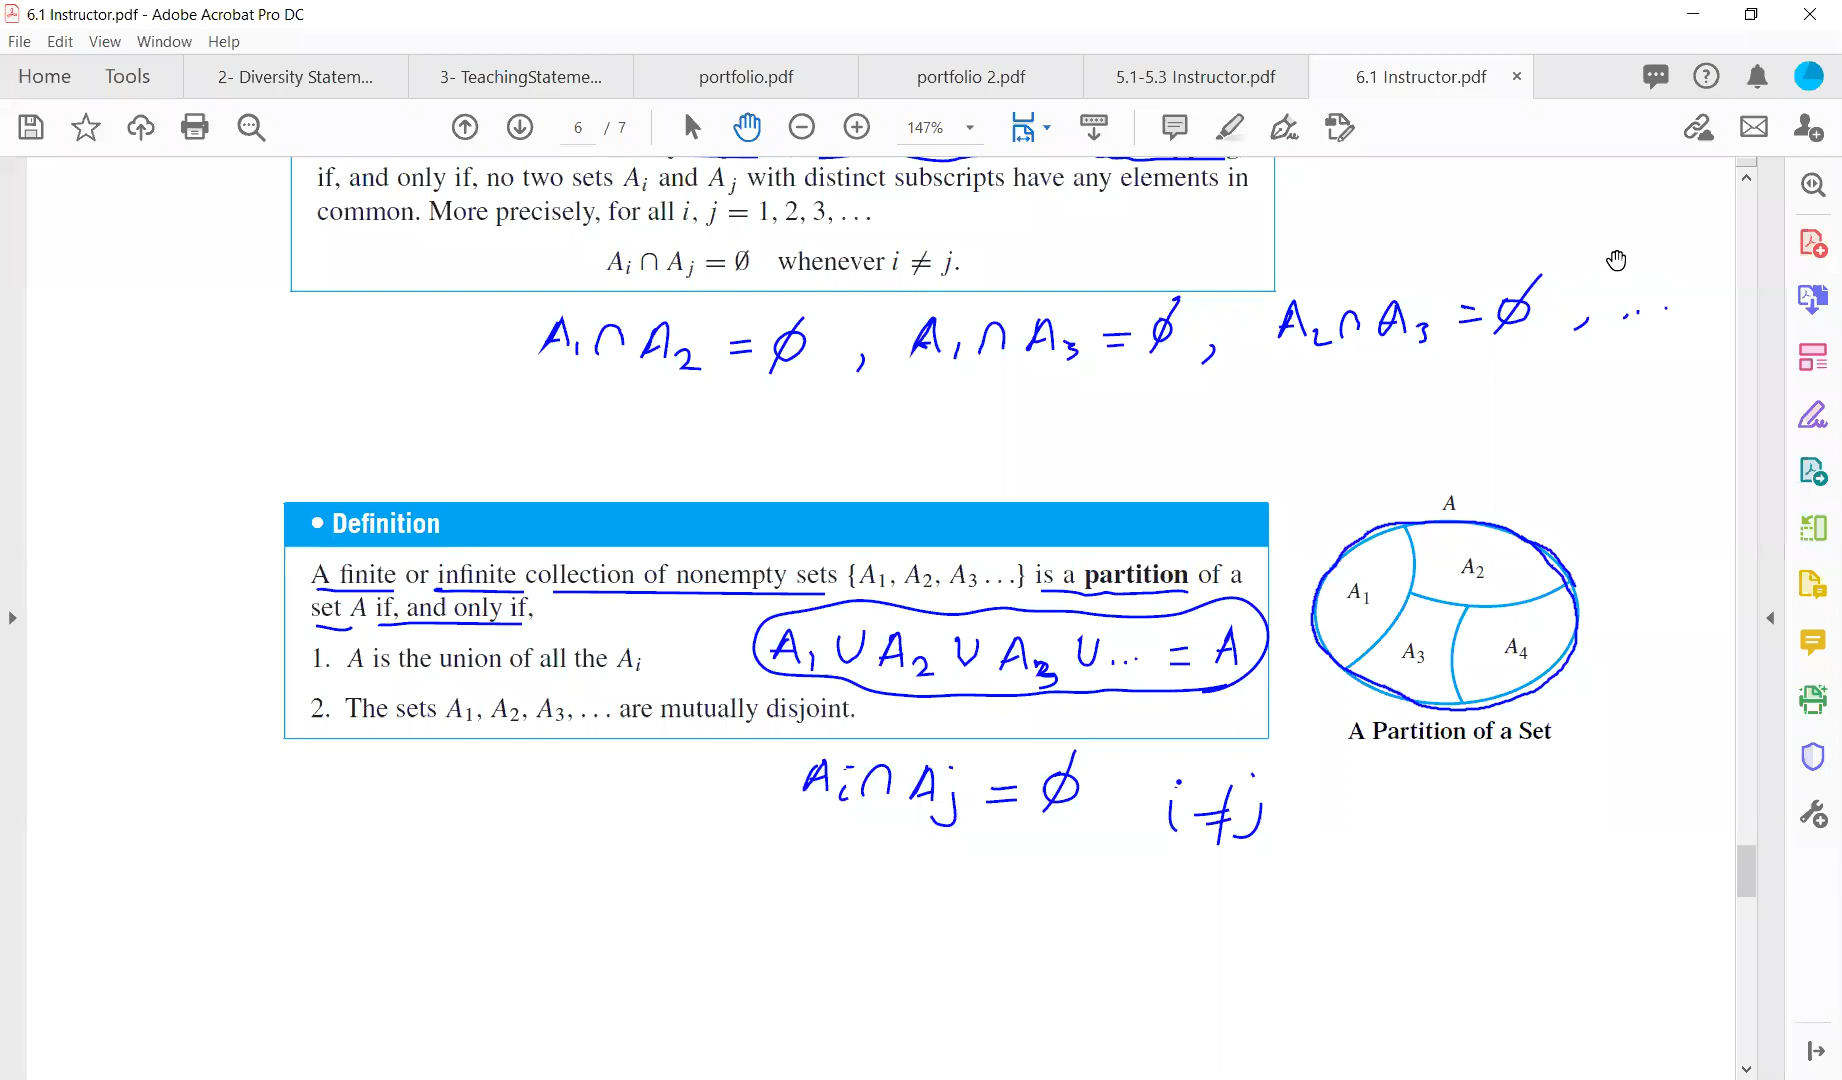 6.1 Instructor.pdf - Adobe Acrobat Pro DC
File Edit View Window Help
Home Tools 2- Diversity Statem... 3- TeachingStateme... portfolio.pdf portfolio 2.pdf 5.1-5.3 Instructor.pdf 6.1 Instructor.pdf ×
6 / 7 147%
if, and only if, no two sets Aᵢ and Aⱼ with distinct subscripts have any elements in
common. More precisely, for all i, j = 1, 2, 3, . . .
Aᵢ ∩ Aⱼ = ∅ whenever i ≠ j.
A₁ ∩ A₂ = ∅ , A₁ ∩ A₃ = ∅ , A₂ ∩ A₃ = ∅ , ...
• Definition
A finite or infinite collection of nonempty sets {A₁, A₂, A₃ . . .} is a partition of a
set A if, and only if,
1. A is the union of all the Aᵢ
A₁ ∪ A₂ ∪ A₃ ∪ ... = A
2. The sets A₁, A₂, A₃, . . . are mutually disjoint.
Aᵢ ∩ Aⱼ = ∅ i ≠ j
A
A₁
A₂
A₃
A₄
A Partition of a Set